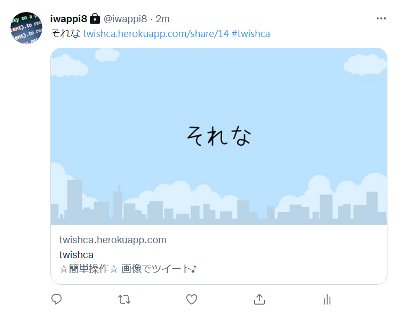 iwappi8🔒 @iwappi8 · 2m
それな twishca.herokuapp.com/share/14 #twishca
それな
twishca.herokuapp.com
twishca
☆簡単操作☆ 画像でツイート♪